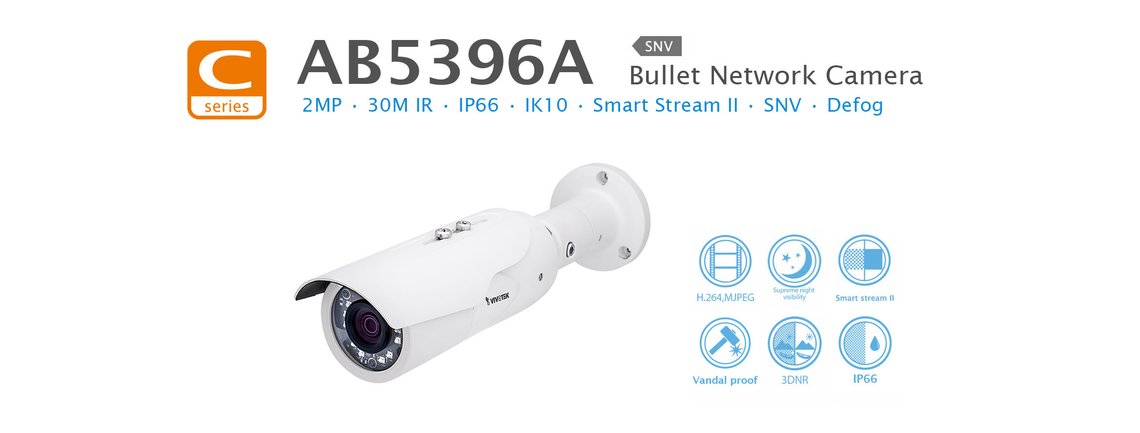 C
series
AB5396A
SNV
Bullet Network Camera
2MP · 30M IR · IP66 · IK10 · Smart Stream II · SNV · Defog
VIVOTEK
H.264,MJPEG
Supreme night
visibility
Smart stream II
Vandal proof
3DNR
IP66